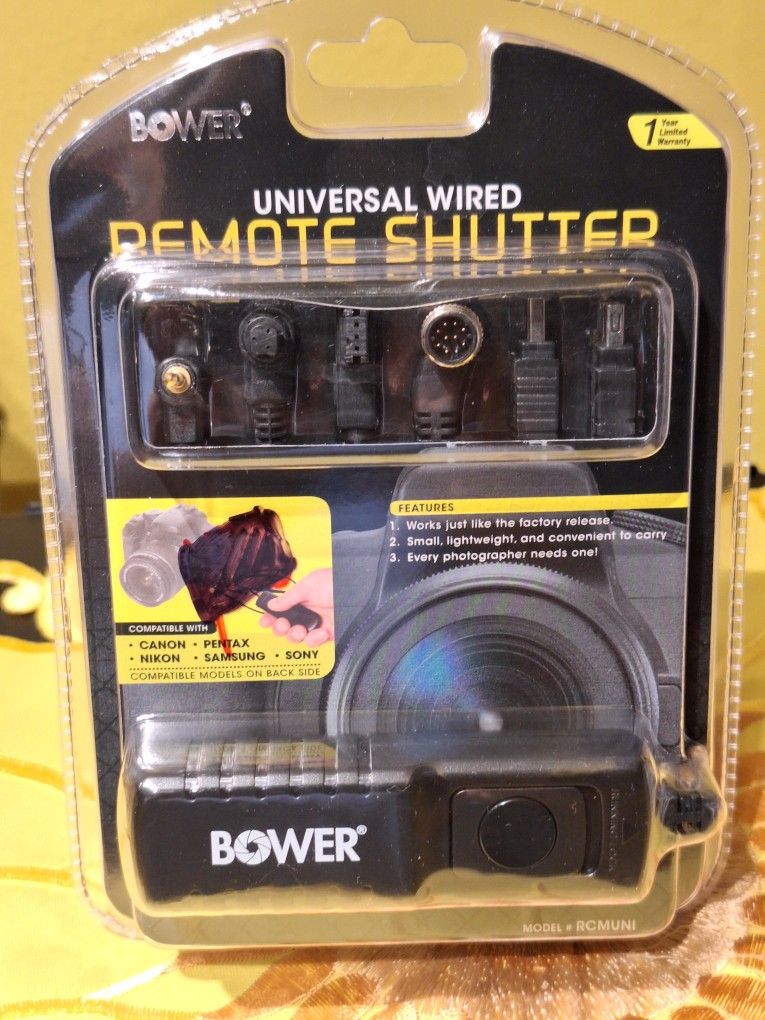 BOWER®
1 Year
Limited
Warranty
UNIVERSAL WIRED
REMOTE SHUTTER
FEATURES
1. Works just like the factory release.
2. Small, lightweight, and convenient to carry
3. Every photographer needs one!
COMPATIBLE WITH
• CANON • PENTAX
• NIKON • SAMSUNG • SONY
COMPATIBLE MODELS ON BACK SIDE
BOWER®
MODEL # RCMUNI